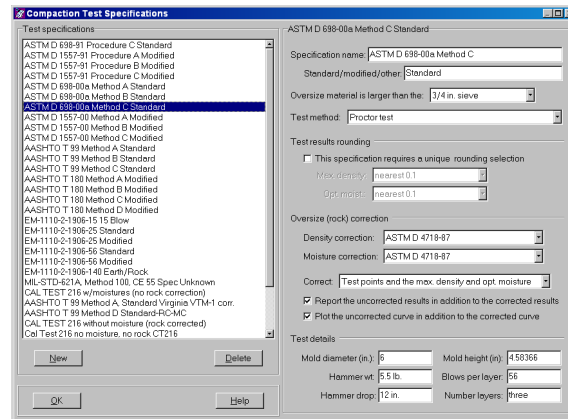 Compaction Test Specifications
Test specifications
ASTM D 698-91 Procedure C Standard
ASTM D 1557-91 Procedure A Modified
ASTM D 1557-91 Procedure B Modified
ASTM D 1557-91 Procedure C Modified
ASTM D 698-00a Method A Standard
ASTM D 698-00a Method B Standard
ASTM D 698-00a Method C Standard
ASTM D 1557-00 Method A Modified
ASTM D 1557-00 Method B Modified
ASTM D 1557-00 Method C Modified
AASHTO T 99 Method A Standard
AASHTO T 99 Method B Standard
AASHTO T 99 Method C Standard
AASHTO T 180 Method A Modified
AASHTO T 180 Method B Modified
AASHTO T 180 Method C Modified
AASHTO T 180 Method D Modified
EM-1110-2-1906-15 15 Blow
EM-1110-2-1906-25 Standard
EM-1110-2-1906-25 Modified
EM-1110-2-1906-56 Standard
EM-1110-2-1906-56 Modified
EM-1110-2-1906-140 Earth/Rock
MIL-STD-621A, Method 100, CE 55 Spec Unknown
CAL TEST 216 w/moistures (no rock correction)
AASHTO T 99 Method A, Standard Virginia VTM-1 corr.
AASHTO T 99 Method D Standard-RC-MC
CAL TEST 216 without moisture (rock corrected)
Cal Test 216 no moisture, no rock CT216
New
Delete
OK
Help
ASTM D 698-00a Method C Standard
Specification name: ASTM D 698-00a Method C
Standard/modified/other: Standard
Oversize material is larger than the: 3/4 in. sieve
Test method: Proctor test
Test results rounding
This specification requires a unique rounding selection
Max. density: nearest 0.1
Opt. moist.: nearest 0.1
Oversize (rock) correction
Density correction: ASTM D 4718-87
Moisture correction: ASTM D 4718-87
Correct: Test points and the max. density and opt. moisture
Report the uncorrected results in addition to the corrected results
Plot the uncorrected curve in addition to the corrected curve
Test details
Mold diameter (in.): 6 Mold height (in): 4.58366
Hammer wt: 5.5 lb. Blows per layer: 56
Hammer drop: 12 in. Number layers: three